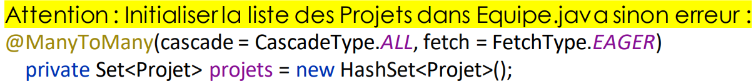 Attention : Initialiser la liste des Projets dans Equipe.java sinon erreur :
@ManyToMany(cascade = CascadeType.ALL, fetch = FetchType.EAGER)
private Set<Projet> projets = new HashSet<Projet>();